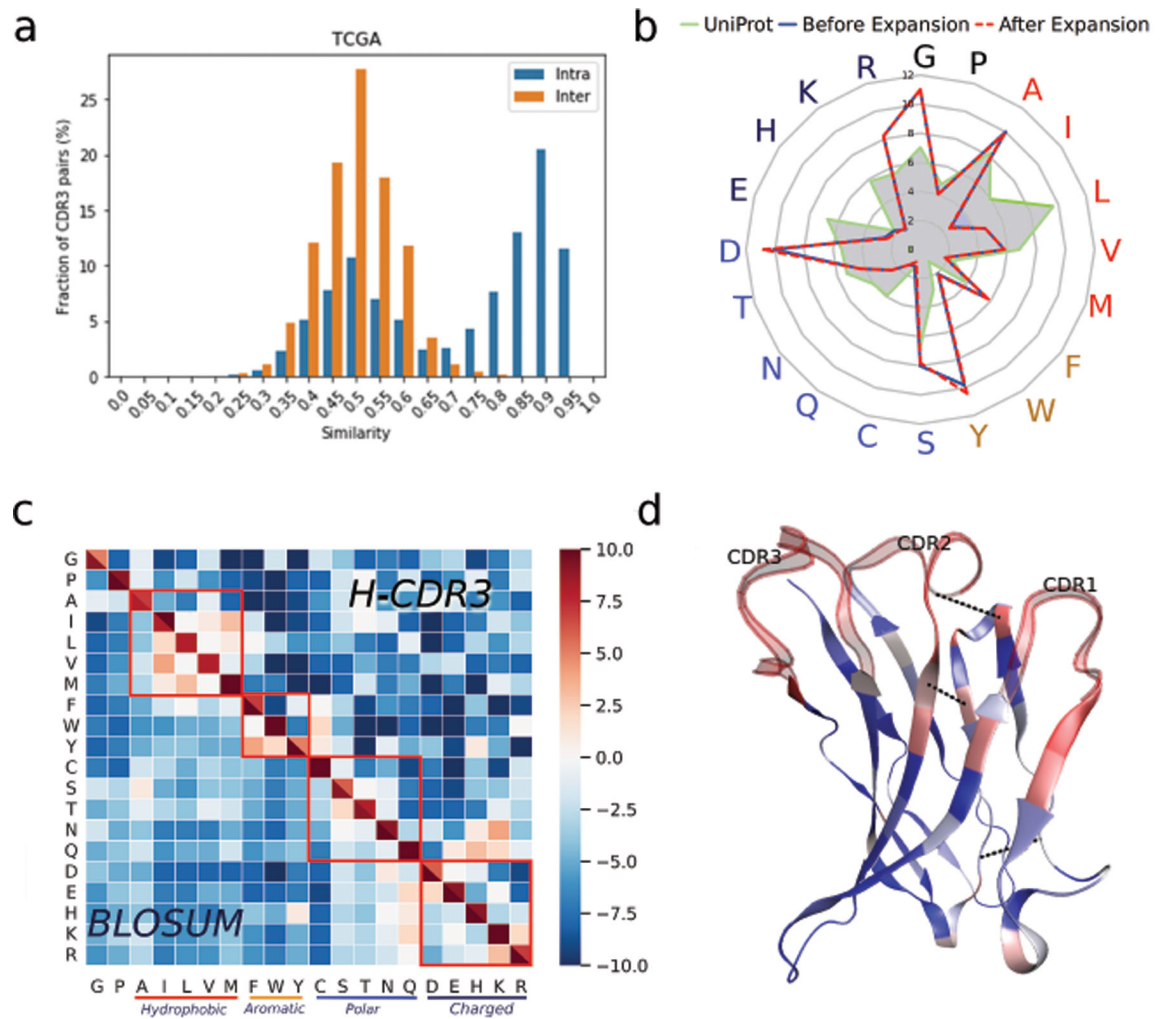 a
TCGA
Intra
Inter
Fraction of CDR3 pairs (%)
25
20
15
10
5
0
0.0 0.05 0.1 0.15 0.2 0.25 0.3 0.35 0.4 0.45 0.5 0.55 0.6 0.65 0.7 0.75 0.8 0.85 0.9 0.95 1.0
Similarity
b
UniProt Before Expansion After Expansion
G P A I L V M F W Y S C Q N T D E H K R
12
10
8
6
4
2
0
c
G
P
A
I
L
V
M
F
W
Y
C
S
T
N
Q
D
E
H
K
R
H-CDR3
BLOSUM
G P A I L V M F W Y C S T N Q D E H K R
Hydrophobic Aromatic Polar Charged
10.0
7.5
5.0
2.5
0.0
−2.5
−5.0
−7.5
−10.0
d
CDR3
CDR2
CDR1